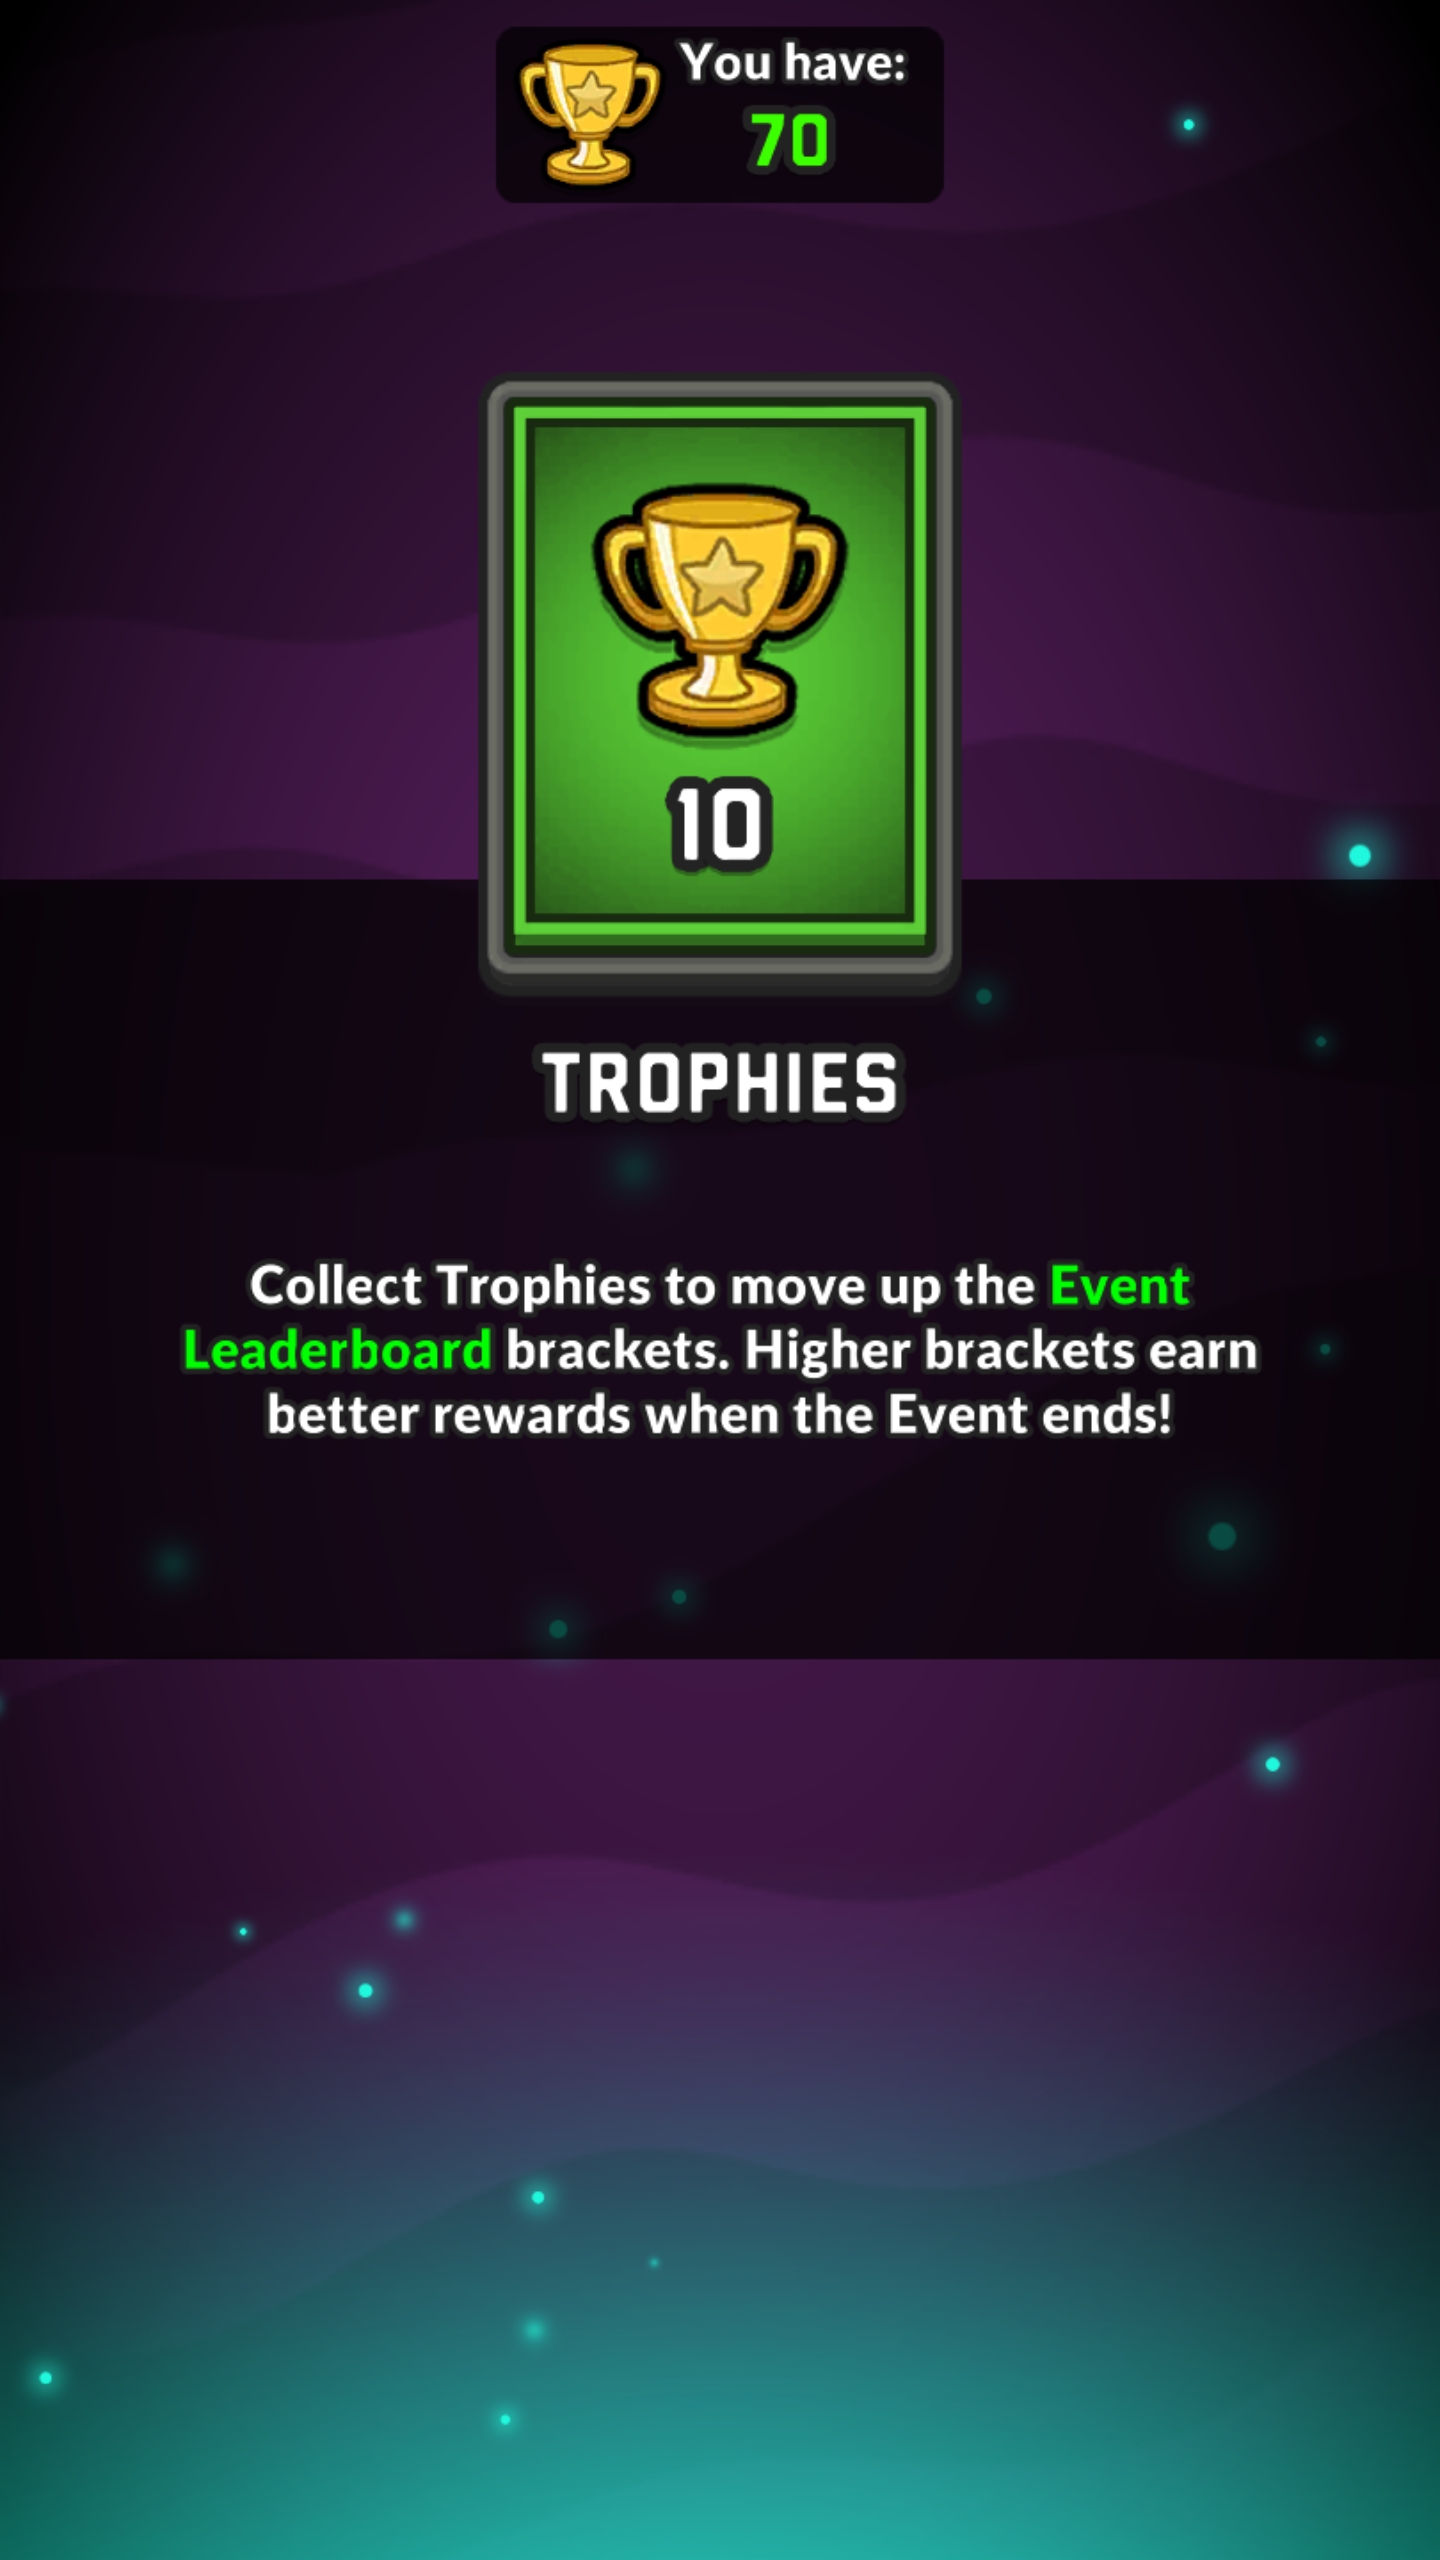 You have:
70
10
TROPHIES
Collect Trophies to move up the Event
Leaderboard brackets. Higher brackets earn
better rewards when the Event ends!